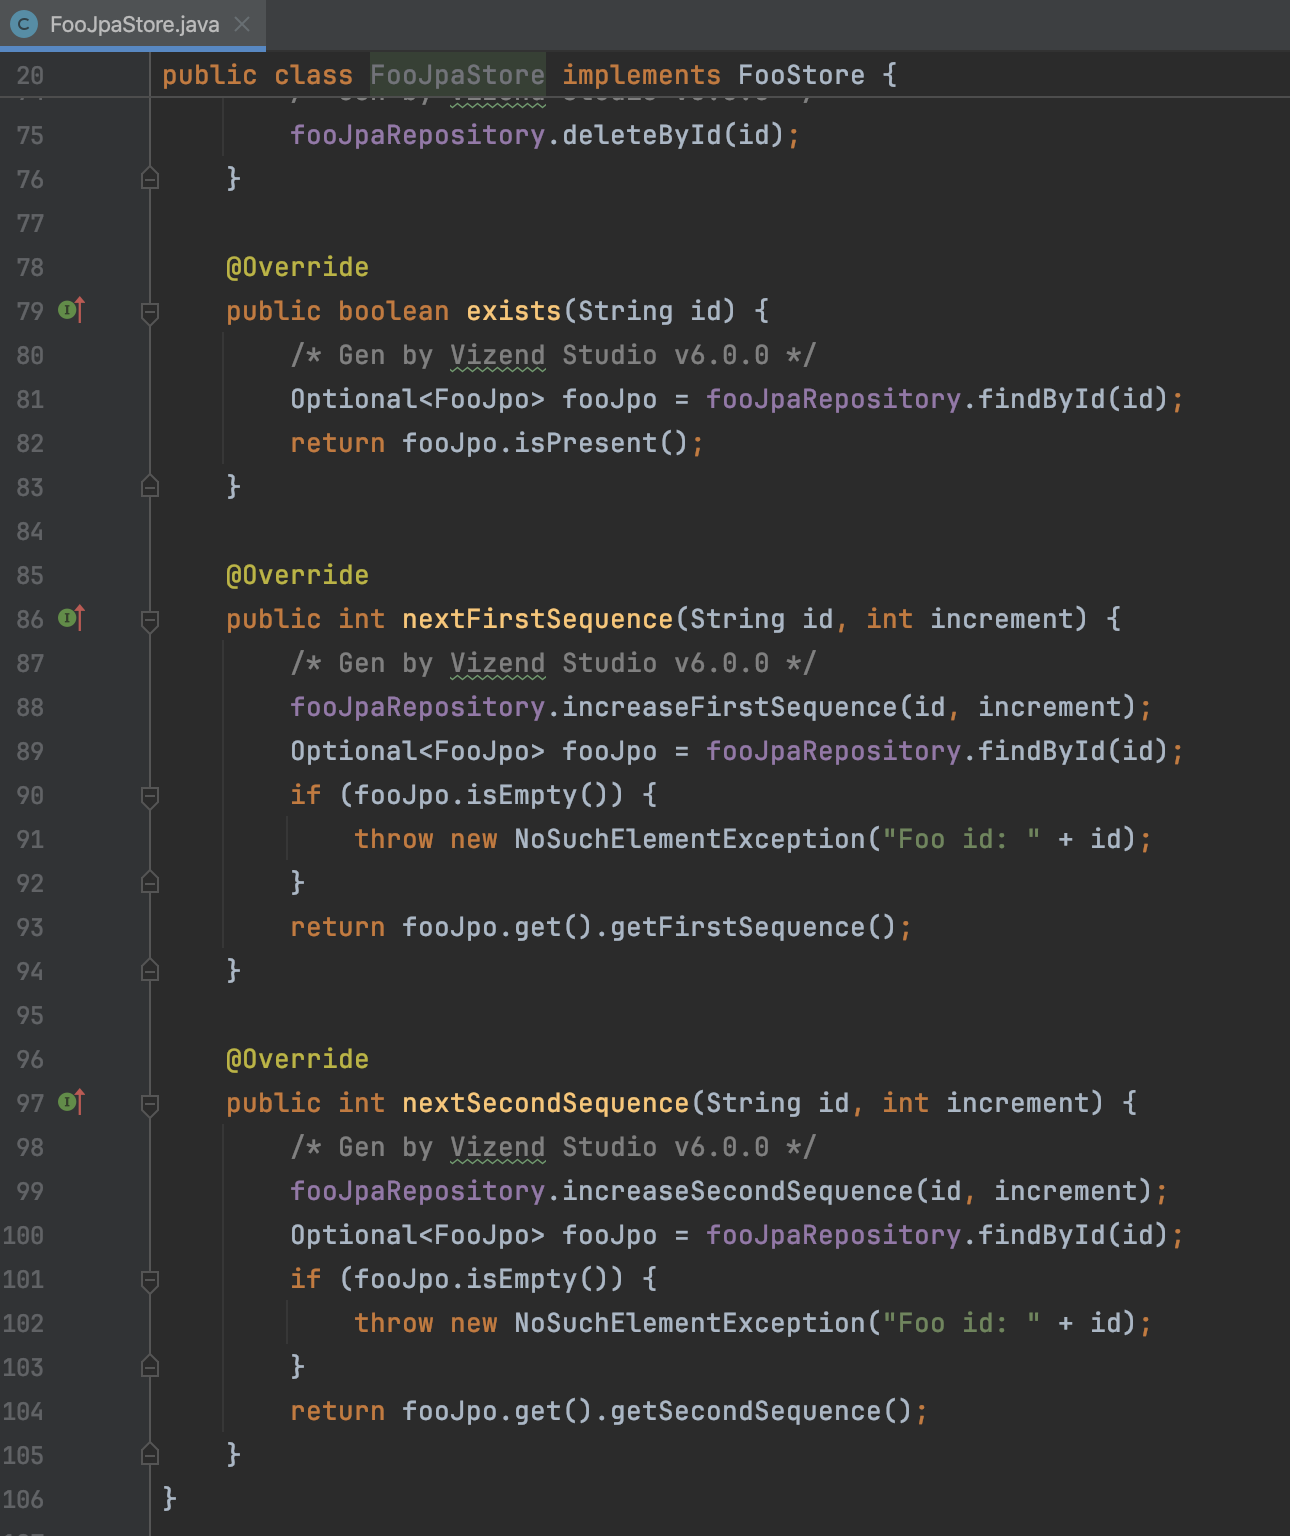 FooJpaStore.java
20 public class FooJpaStore implements FooStore {
75 fooJpaRepository.deleteById(id);
76 }
77
78 @Override
79 public boolean exists(String id) {
80 /* Gen by Vizend Studio v6.0.0 */
81 Optional<FooJpo> fooJpo = fooJpaRepository.findById(id);
82 return fooJpo.isPresent();
83 }
84
85 @Override
86 public int nextFirstSequence(String id, int increment) {
87 /* Gen by Vizend Studio v6.0.0 */
88 fooJpaRepository.increaseFirstSequence(id, increment);
89 Optional<FooJpo> fooJpo = fooJpaRepository.findById(id);
90 if (fooJpo.isEmpty()) {
91 throw new NoSuchElementException("Foo id: " + id);
92 }
93 return fooJpo.get().getFirstSequence();
94 }
95
96 @Override
97 public int nextSecondSequence(String id, int increment) {
98 /* Gen by Vizend Studio v6.0.0 */
99 fooJpaRepository.increaseSecondSequence(id, increment);
100 Optional<FooJpo> fooJpo = fooJpaRepository.findById(id);
101 if (fooJpo.isEmpty()) {
102 throw new NoSuchElementException("Foo id: " + id);
103 }
104 return fooJpo.get().getSecondSequence();
105 }
106 }